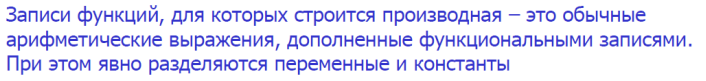 Записи функций, для которых строится производная – это обычные
арифметические выражения, дополненные функциональными записями.
При этом явно разделяются переменные и константы